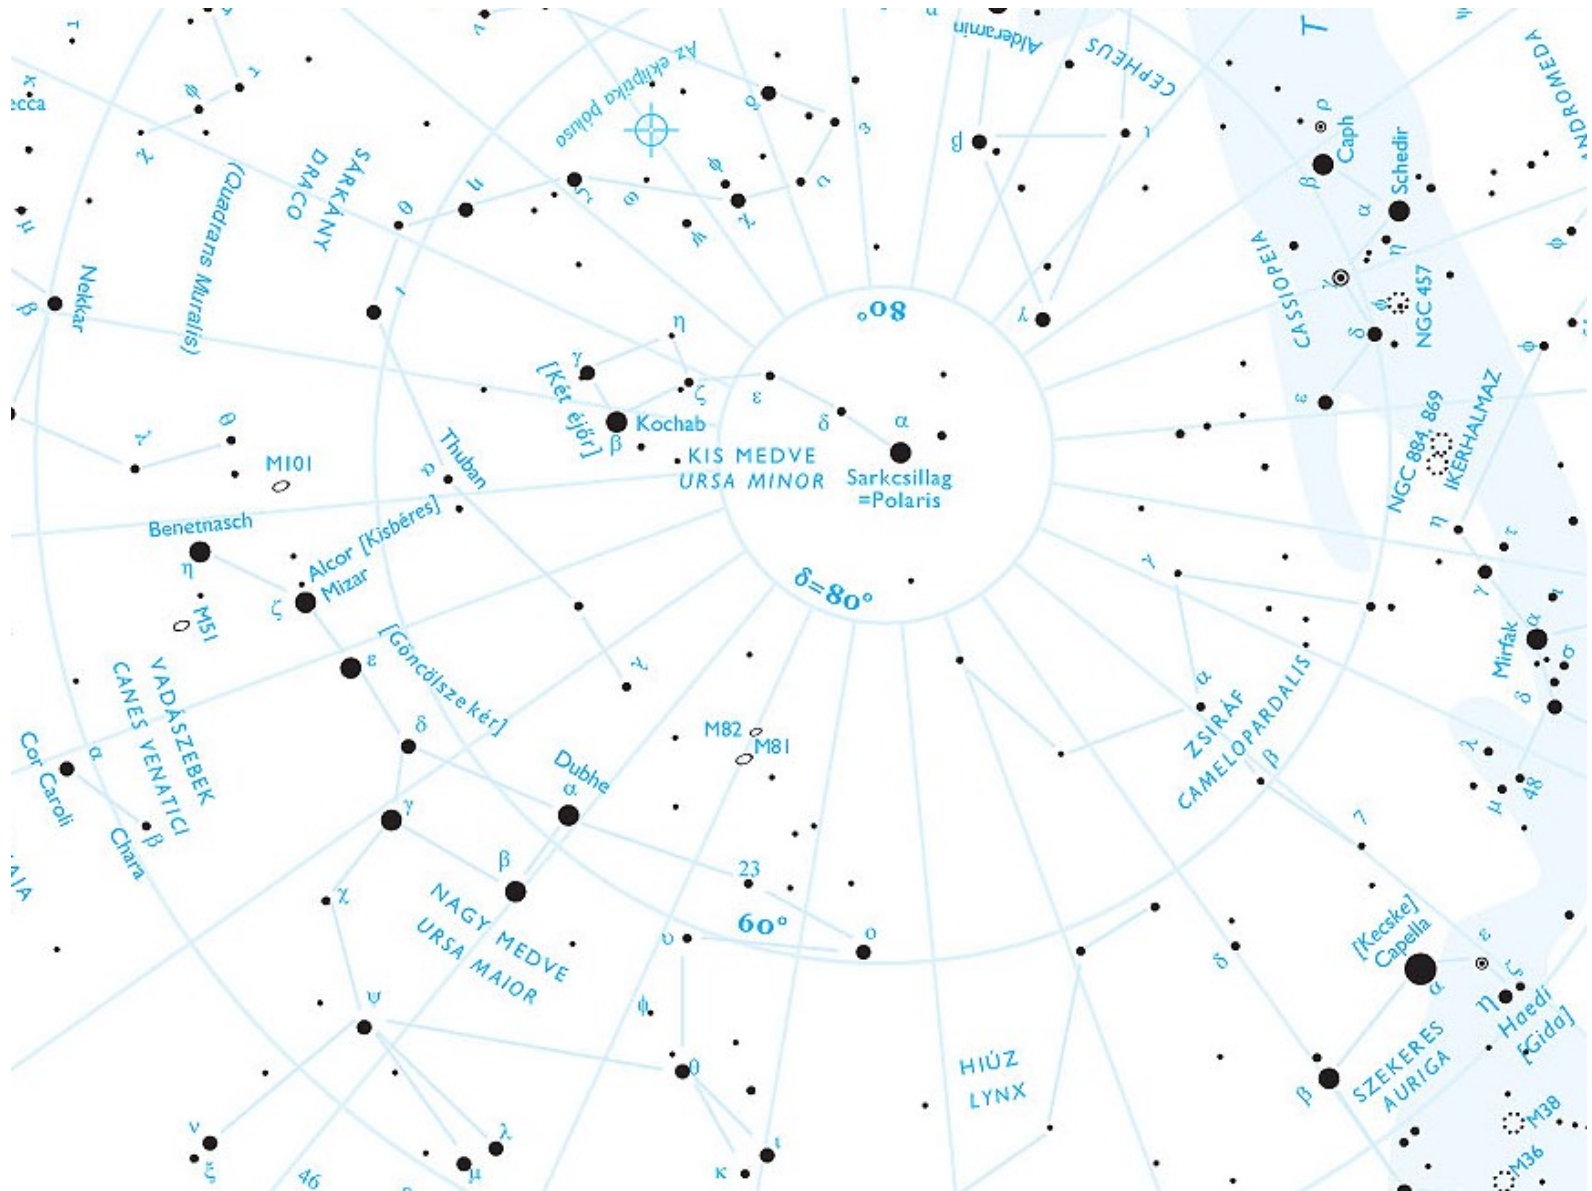 Alderamin
CEPHEUS
T
ANDROMEDA
Az ekliptika pólusa
ρ
Caph
β
Schedir
α
η
γ
CASSIOPEIA
φ
NGC 457
δ
ε
φ
φ
ecca
κ
τ
φ
χ
μ
SÁRKÁNY
DRACO
(Quadrans Muralis)
Nekkar
β
θ
η
ζ
ω
φ
χ
ψ
υ
δ
ε
ι
β
ι
γ
80°
η
γ
[Két éjőr]
ζ
ε
δ
α
β
Kochab
KIS MEDVE
URSA MINOR
Sarkcsillag
=Polaris
NGC 884, 869
IKERHALMAZ
λ
θ
M101
Thuban
α
Benetnasch
η
Alcor [Kisbéres]
Mizar
ζ
M51
δ=80°
γ
η
τ
γ
ι
α
Mirfak
σ
δ
ε
[Göncölszekér]
λ
VADÁSZEBEK
CANES VENATICI
α
Cor Caroli
β
Chara
δ
M82
M81
Dubhe
α
α
ZSIRÁF
CAMELOPARDALIS
β
λ
μ
48
γ
β
7
χ
23
NAGY MEDVE
URSA MAIOR
60°
υ
ο
δ
[Kecske]
Capella
α
ε
ζ
η
Haedi
[Gida]
ψ
φ
θ
HIÚZ
LYNX
β
SZEKERES
AURIGA
M38
M36
ν
ξ
λ
μ
46
κ
ι